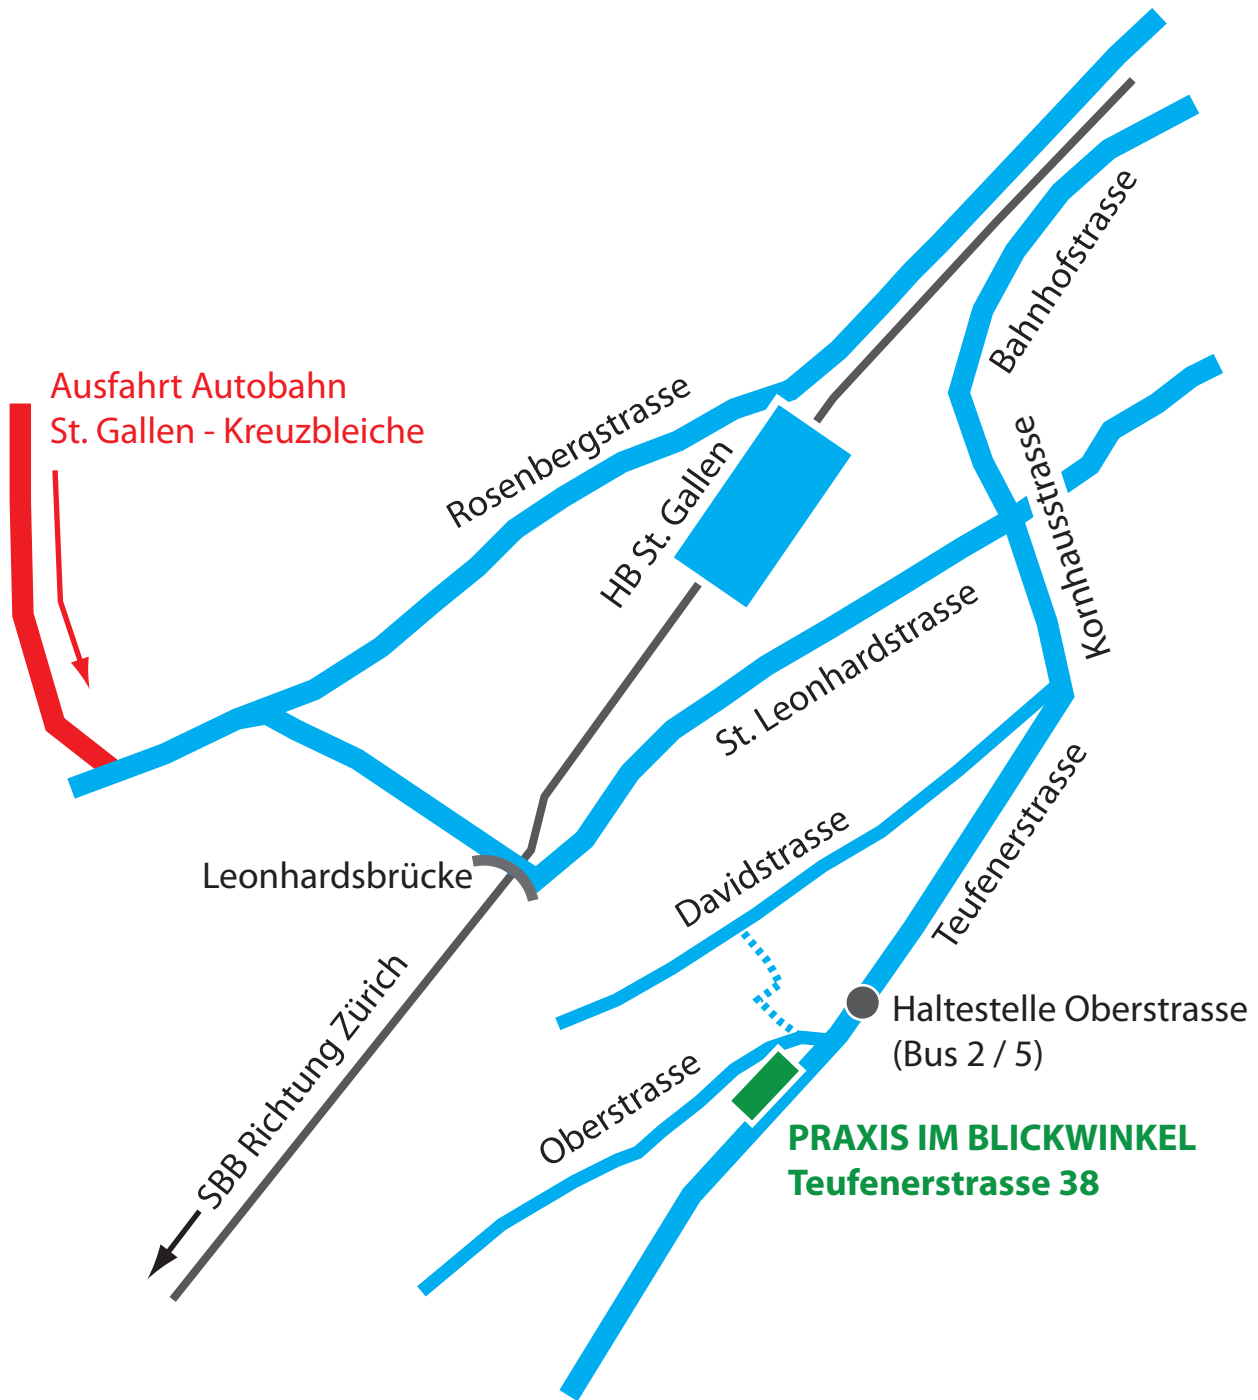 Bahnhofstrasse
Ausfahrt Autobahn
St. Gallen - Kreuzbleiche
Rosenbergstrasse
HB St. Gallen
Kornhausstrasse
St. Leonhardstrasse
Teufenerstrasse
Davidstrasse
Leonhardsbrücke
SBB Richtung Zürich
Haltestelle Oberstrasse
(Bus 2 / 5)
Oberstrasse
PRAXIS IM BLICKWINKEL
Teufenerstrasse 38